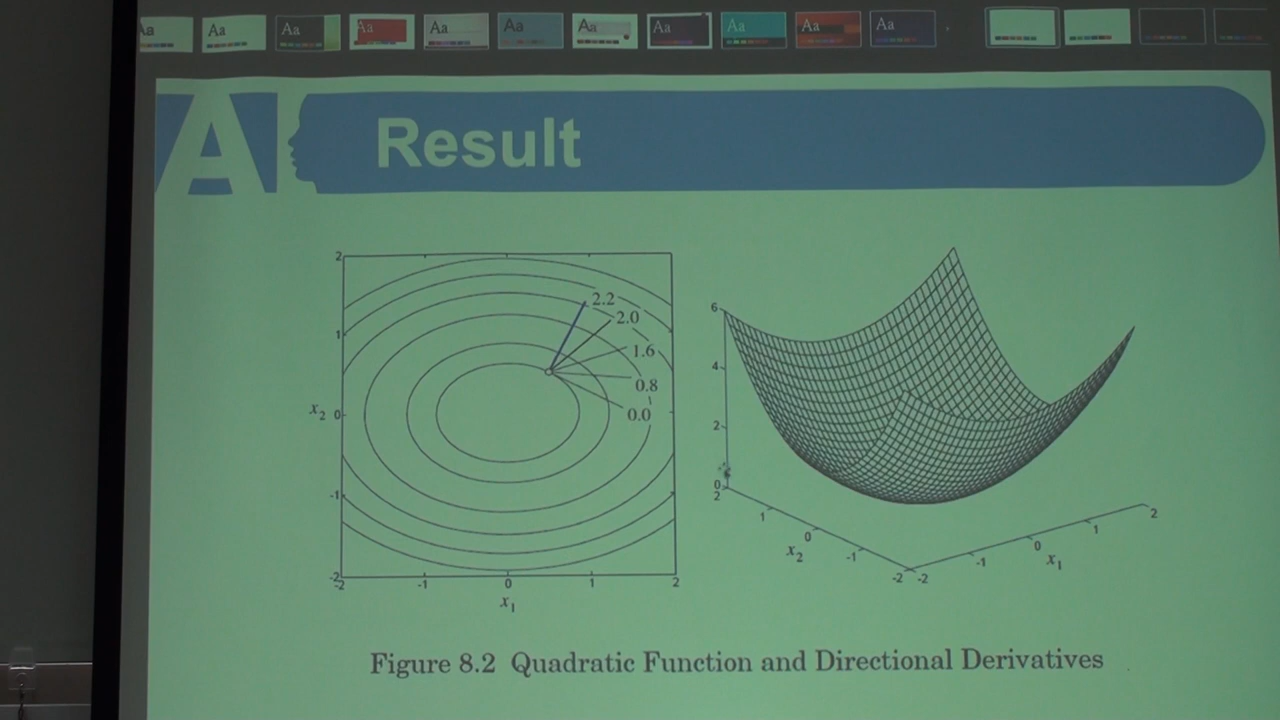 Aa Aa Aa Aa Aa Aa Aa Aa Aa Aa Aa
A Result
2
2.2
2.0
1
1.6
0.8
x2 0 0.0
-1
-2
-2 -1 0 1 2
x1
6
4
2
0
2 1 0 -1 -2
x2
-2 -1 0 1 2
x1
Figure 8.2 Quadratic Function and Directional Derivatives